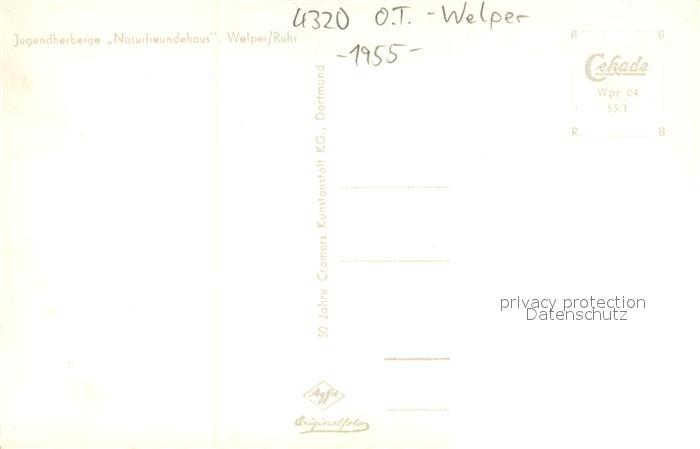 4320 O.T. - Welper
- 1955 -
Jugendherberge „Naturfreundehaus", Welper/Ruhr
R B
Cekade
Wpr 04
55/1
R B
50 Jahre Cramers Kunstanstalt KG., Dortmund
privacy protection
Datenschutz
Agfa
Originalfoto